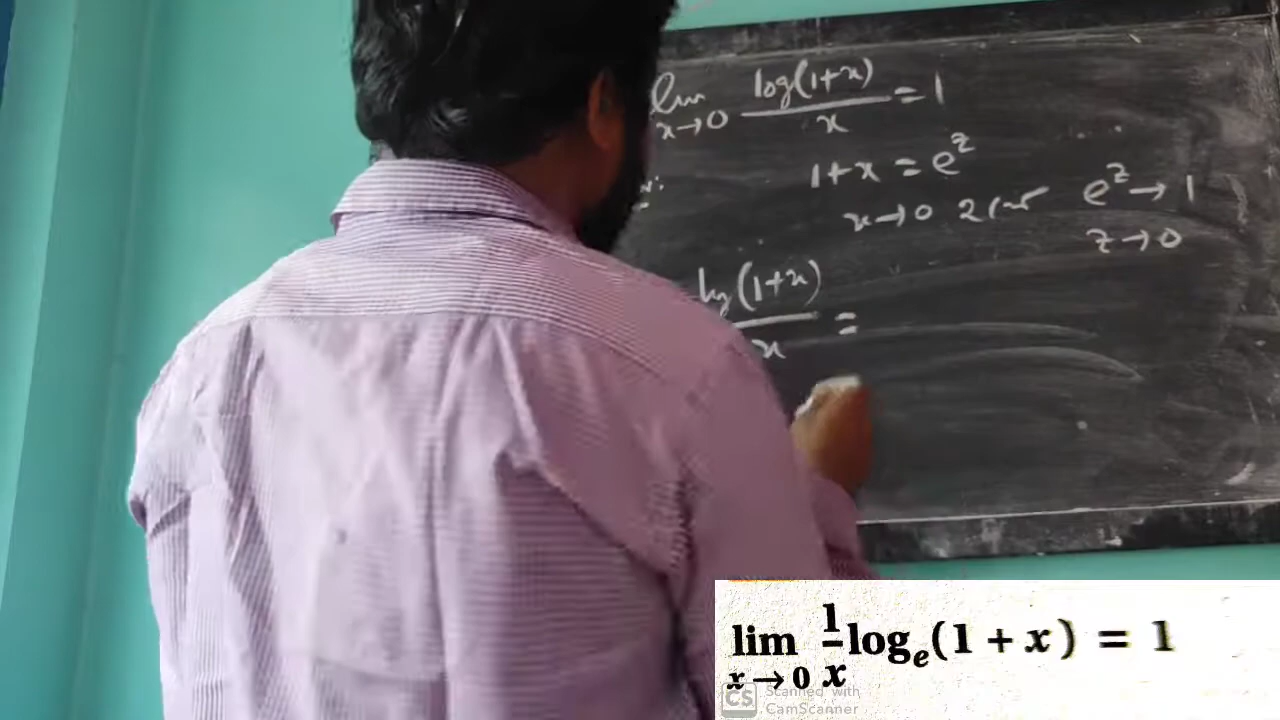 lim x→0 log(1+x)/x = 1
1+x = e^z
x→0 e^z → 1
z→0
log(1+x)/x =
lim x→0 1/x log_e(1 + x) = 1
CS Scanned with
CamScanner